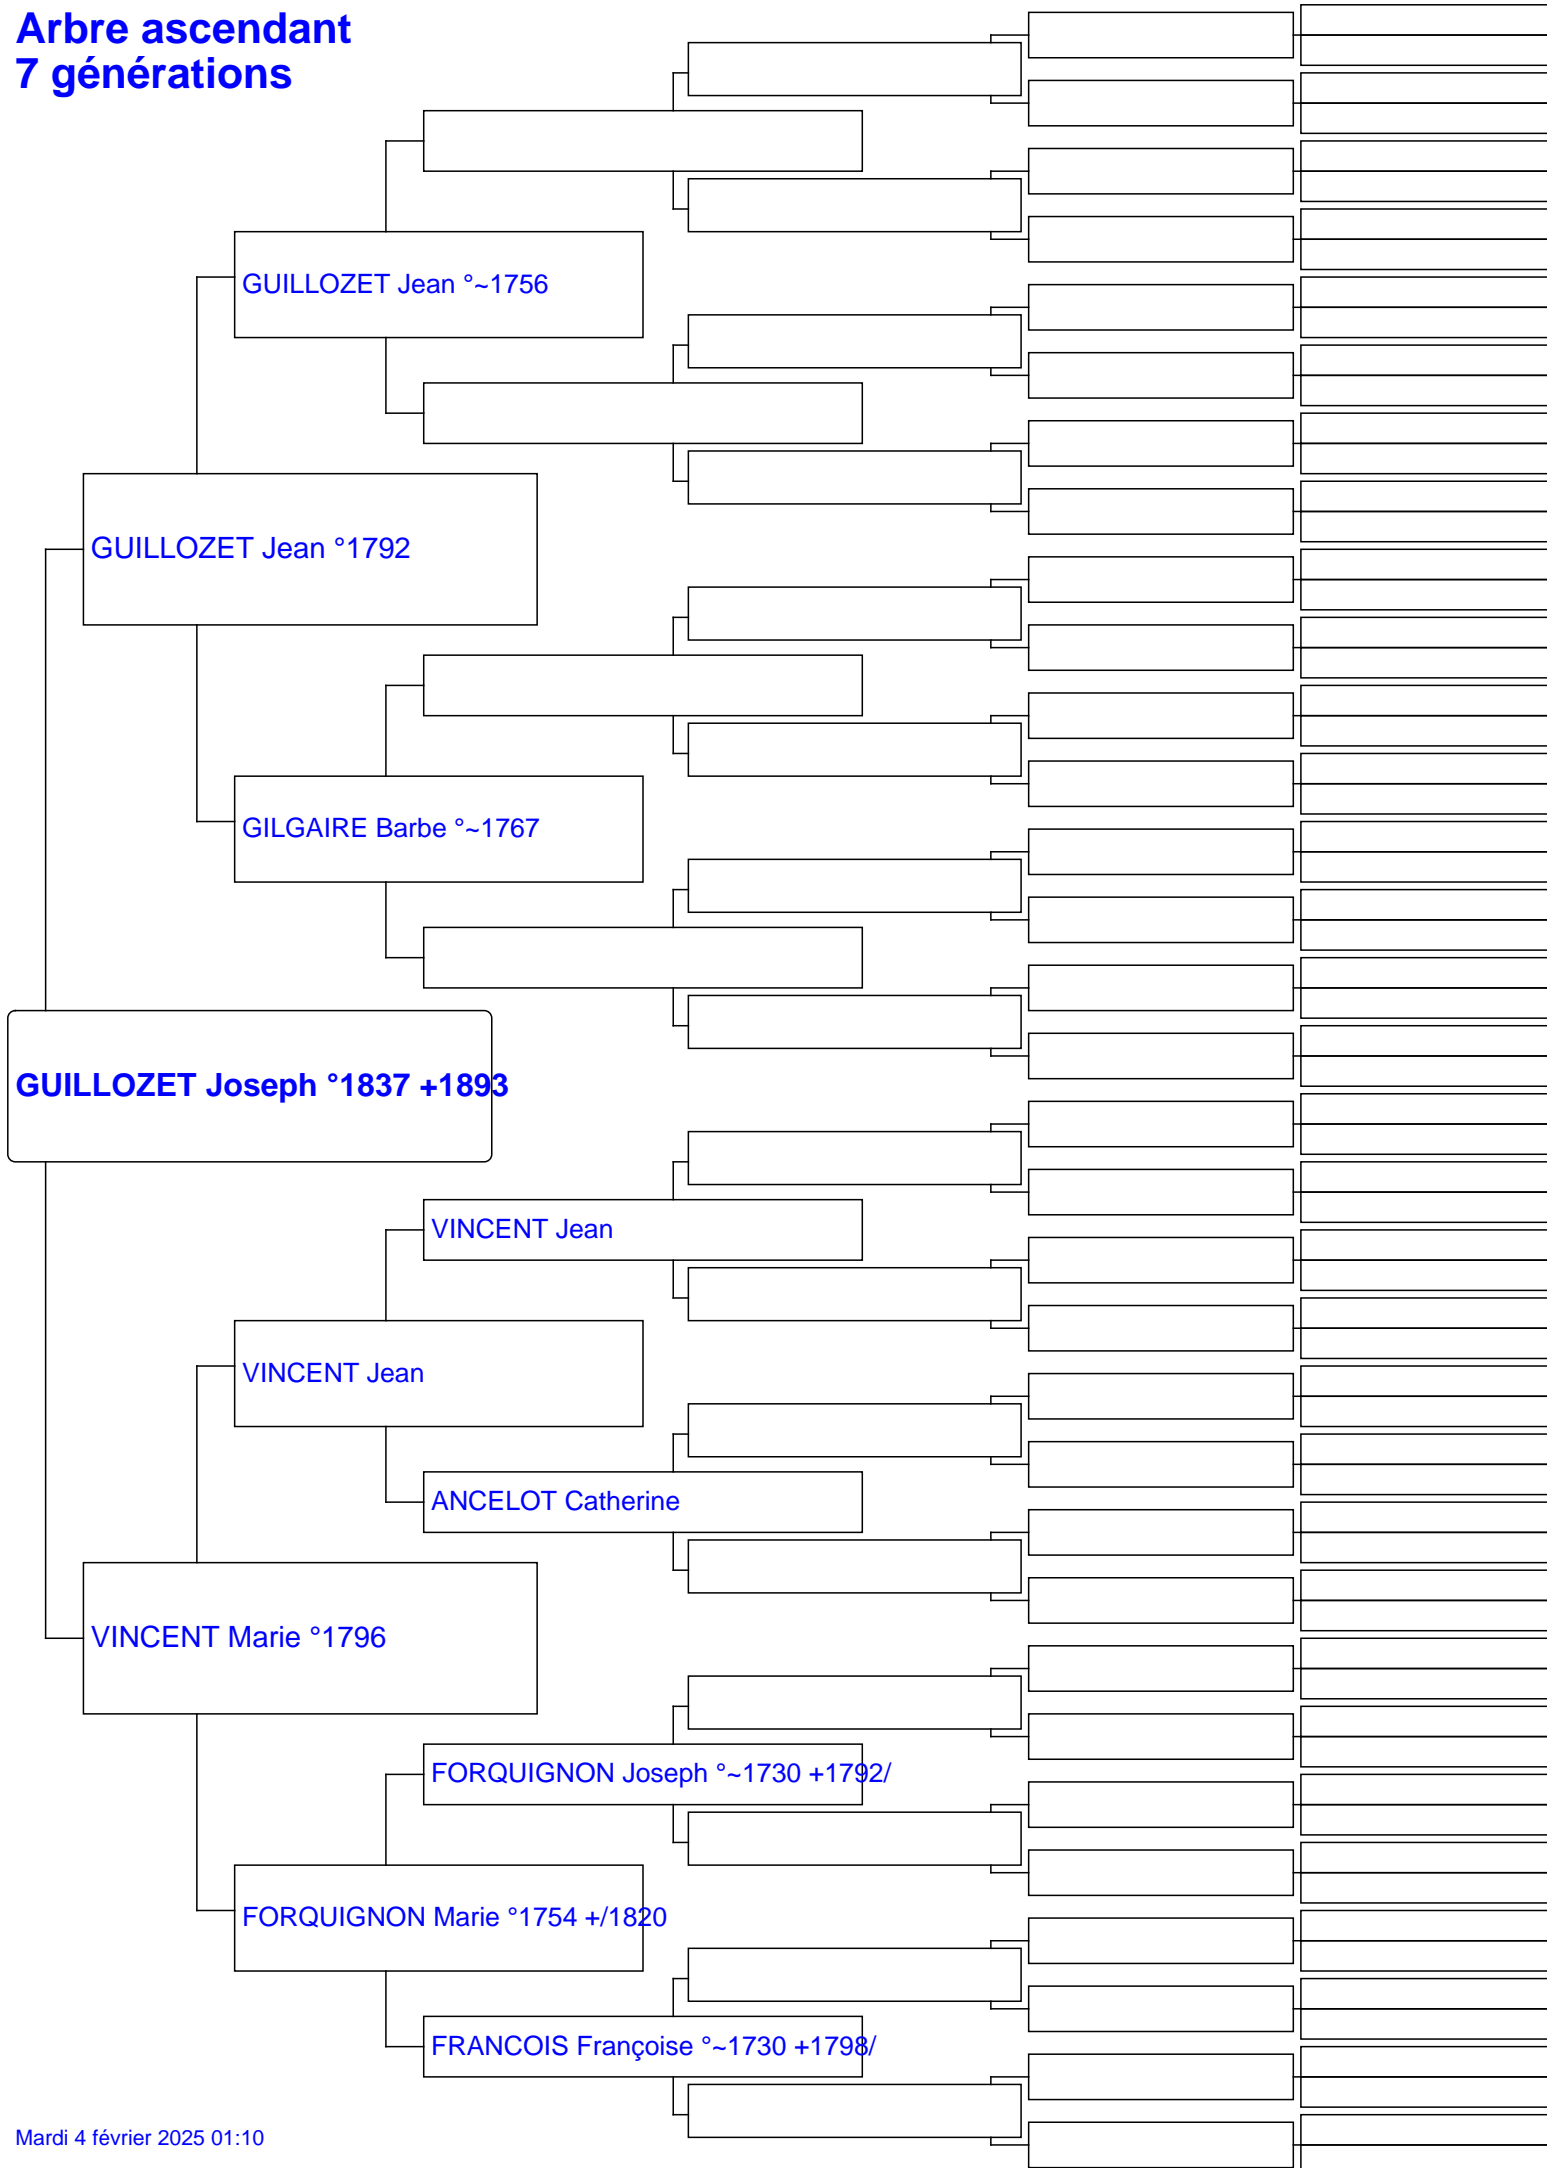 Arbre ascendant
7 générations
GUILLOZET Jean °~1756
GUILLOZET Jean °1792
GILGAIRE Barbe °~1767
GUILLOZET Joseph °1837 +1893
VINCENT Jean
VINCENT Jean
ANCELOT Catherine
VINCENT Marie °1796
FORQUIGNON Joseph °~1730 +1792/
FORQUIGNON Marie °1754 +/1820
FRANCOIS Françoise °~1730 +1798/
Mardi 4 février 2025 01:10